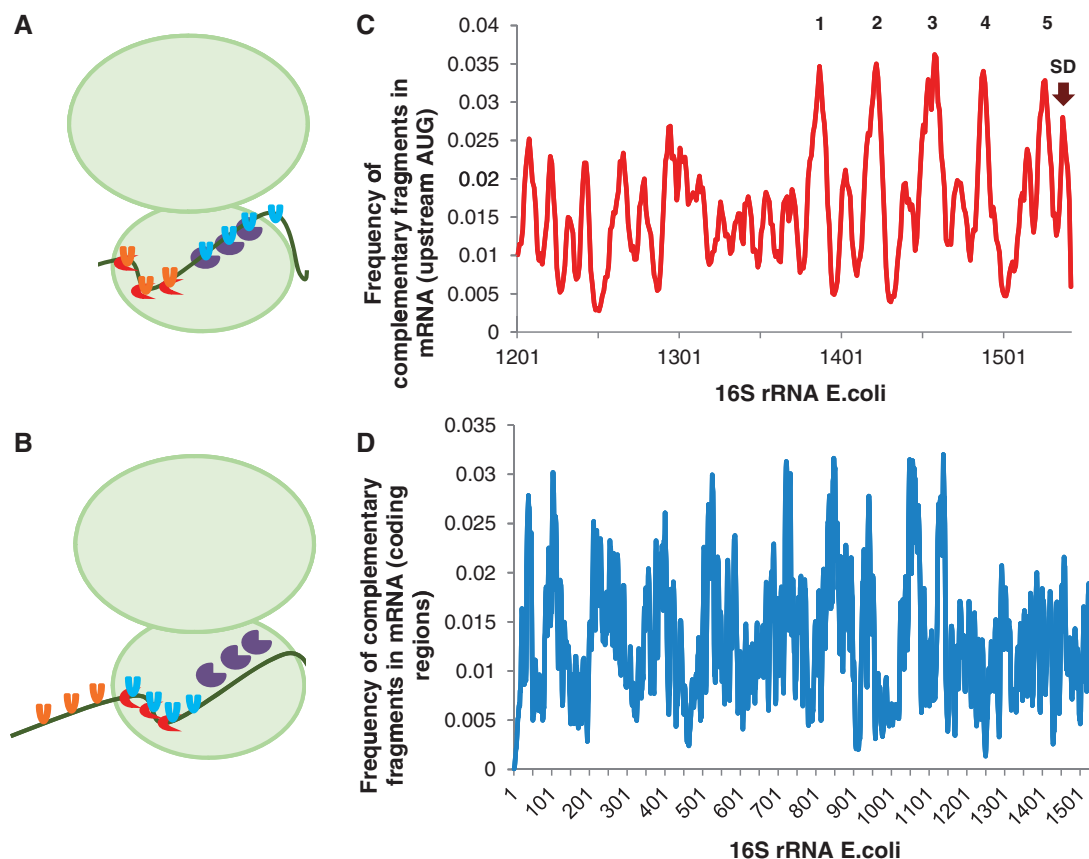 A
C
1 2 3 4 5
SD
Frequency of
complementary fragments in
mRNA (upstream AUG)
0.04
0.035
0.03
0.025
0.02
0.015
0.01
0.005
0
1201 1301 1401 1501
16S rRNA E.coli
B
D
Frequency of complementary
fragments in mRNA (coding
regions)
0.035
0.03
0.025
0.02
0.015
0.01
0.005
0
1 101 201 301 401 501 601 701 801 901 1001 1101 1201 1301 1401 1501
16S rRNA E.coli